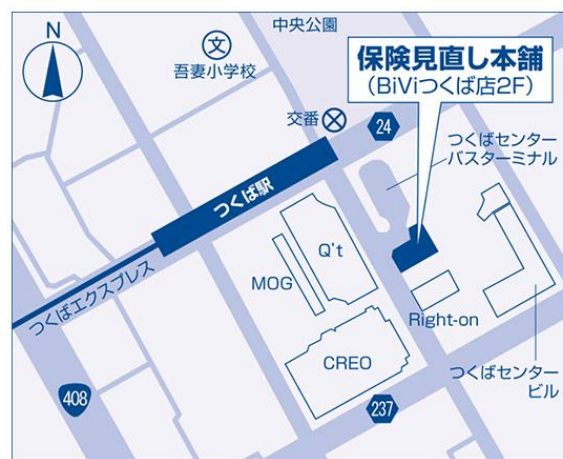 N
文
吾妻小学校
中央公園
保険見直し本舗
(BiViつくば店2F)
交番
24
つくばセンター
バスターミナル
つくば駅
つくばエクスプレス
Q't
MOG
Right-on
CREO
つくばセンター
ビル
408
237